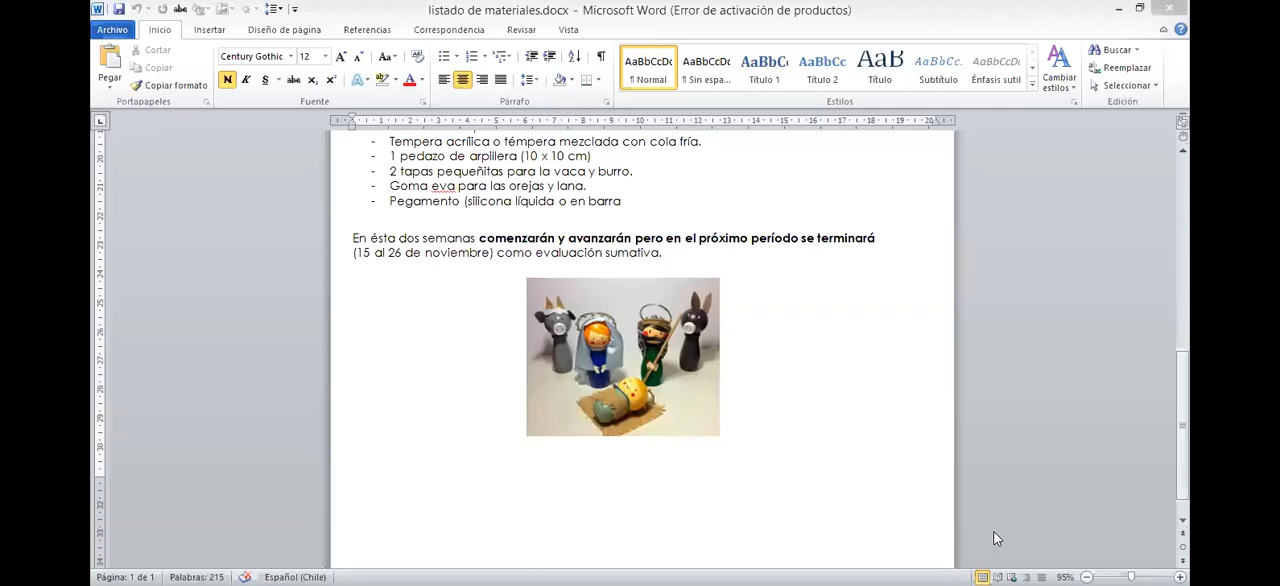 listado de materiales.docx - Microsoft Word (Error de activación de productos)
Archivo Inicio Insertar Diseño de página Referencias Correspondencia Revisar Vista
Pegar
Cortar
Copiar
Copiar formato
Portapapeles
Century Gothic 12
Fuente
Párrafo
AaBbCcDc AaBbCcDc AaBbCc AaBbCc AaB AaBbCc. AaBbCcDc
¶ Normal ¶ Sin espa... Título 1 Título 2 Título Subtítulo Énfasis sutil
Estilos
Cambiar estilos
Buscar
Reemplazar
Seleccionar
Edición
- Tempera acrílica o témpera mezclada con cola fría.
- 1 pedazo de arpillera (10 x 10 cm)
- 2 tapas pequeñitas para la vaca y burro.
- Goma eva para las orejas y lana.
- Pegamento (silicona líquida o en barra
En ésta dos semanas comenzarán y avanzarán pero en el próximo período se terminará
(15 al 26 de noviembre) como evaluación sumativa.
Página: 1 de 1 Palabras: 215 Español (Chile) 95%